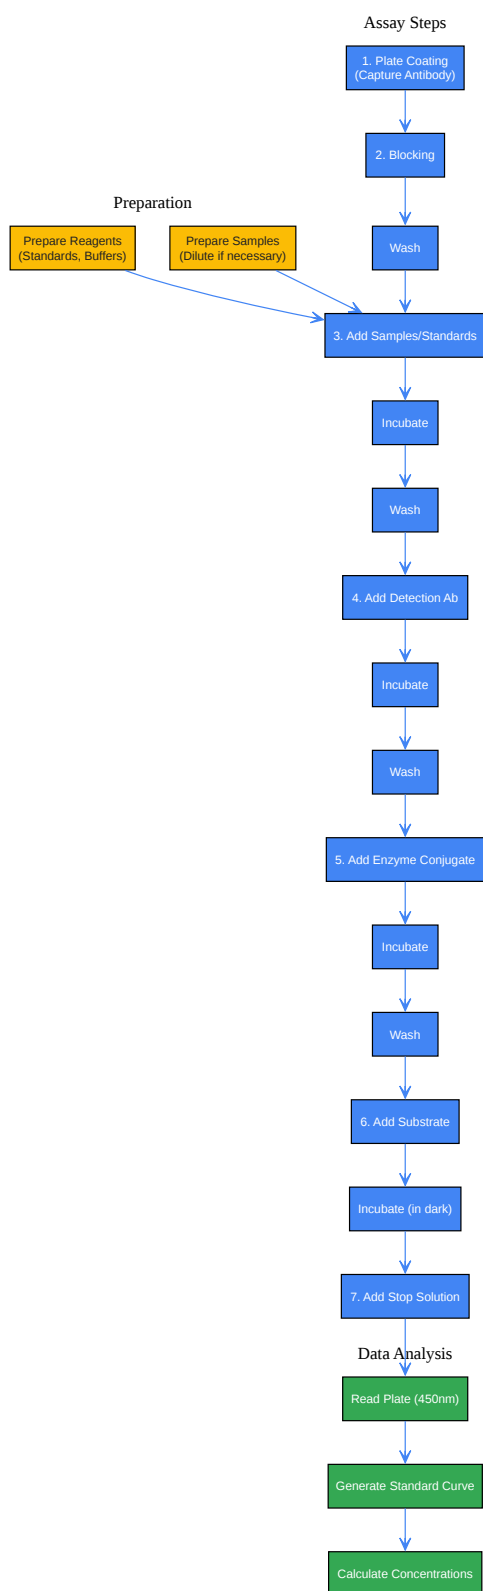 Assay Steps
1. Plate Coating
(Capture Antibody)
2. Blocking
Preparation
Prepare Reagents
(Standards, Buffers)
Prepare Samples
(Dilute if necessary)
Wash
3. Add Samples/Standards
Incubate
Wash
4. Add Detection Ab
Incubate
Wash
5. Add Enzyme Conjugate
Incubate
Wash
6. Add Substrate
Incubate (in dark)
7. Add Stop Solution
Data Analysis
Read Plate (450nm)
Generate Standard Curve
Calculate Concentrations